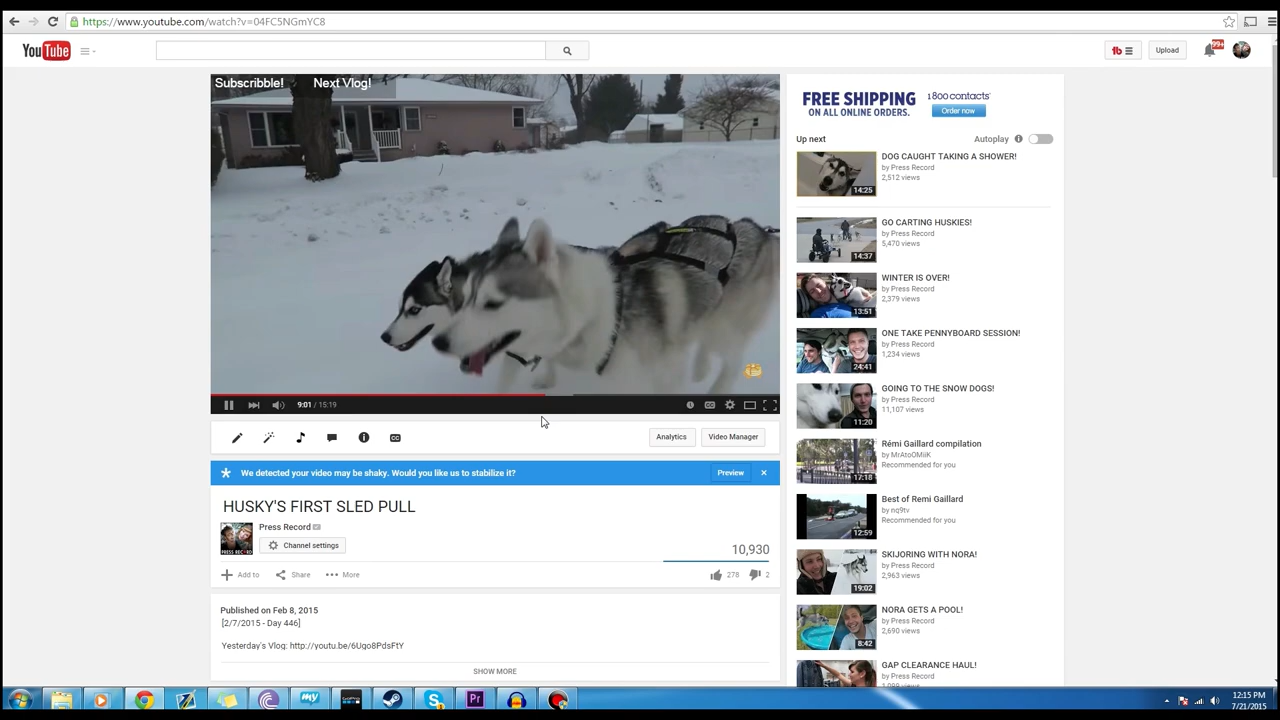 https://www.youtube.com/watch?v=04FC5NGmYC8
YouTube
Upload
99+
Subscribble!
Next Vlog!
9:01 / 15:19
Analytics
Video Manager
We detected your video may be shaky. Would you like us to stabilize it?
Preview
HUSKY'S FIRST SLED PULL
Press Record
Channel settings
10,930
Add to
Share
More
278
2
Published on Feb 8, 2015
[2/7/2015 - Day 446]
Yesterday's Vlog: http://youtu.be/6Ugo8PdsFtY
SHOW MORE
FREE SHIPPING
ON ALL ONLINE ORDERS.
1800contacts
Order now
Up next
Autoplay
DOG CAUGHT TAKING A SHOWER!
by Press Record
2,512 views
14:25
GO CARTING HUSKIES!
by Press Record
5,470 views
14:37
WINTER IS OVER!
by Press Record
2,379 views
13:51
ONE TAKE PENNYBOARD SESSION!
by Press Record
1,234 views
24:41
GOING TO THE SNOW DOGS!
by Press Record
11,107 views
11:20
Rémi Gaillard compilation
by MrAtoOMiiK
Recommended for you
17:18
Best of Remi Gaillard
by nq9tv
Recommended for you
12:59
SKIJORING WITH NORA!
by Press Record
2,963 views
19:02
NORA GETS A POOL!
by Press Record
2,690 views
8:42
GAP CLEARANCE HAUL!
by Press Record
my
Pr
12:15 PM
7/21/2015